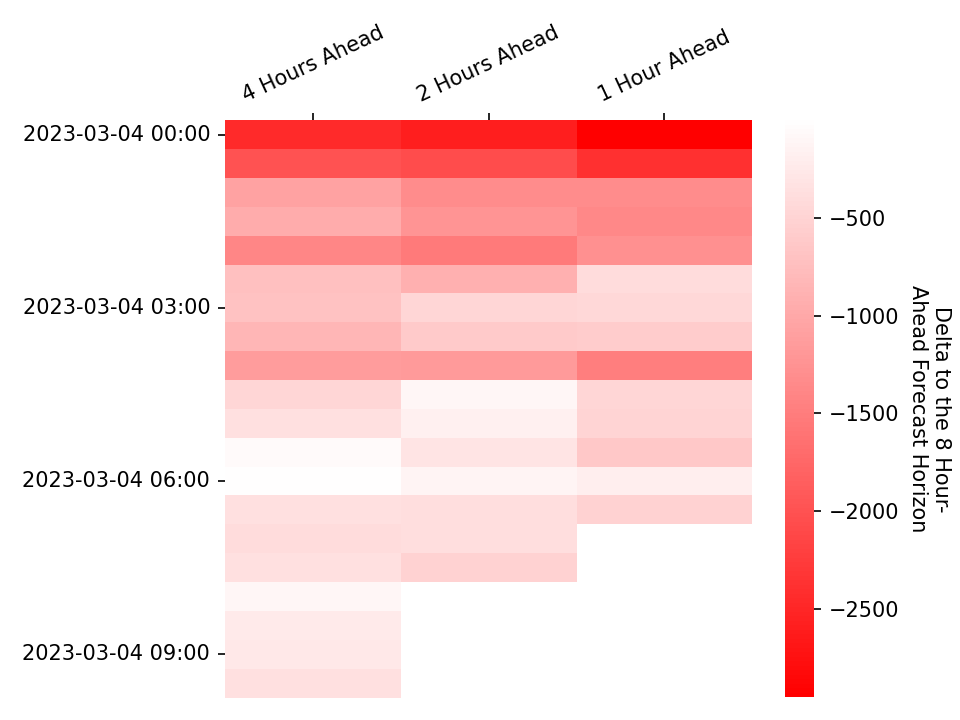 4 Hours Ahead
2 Hours Ahead
1 Hour Ahead
2023-03-04 00:00
2023-03-04 03:00
2023-03-04 06:00
2023-03-04 09:00
−500
−1000
−1500
−2000
−2500
Delta to the 8 Hour-
Ahead Forecast Horizon